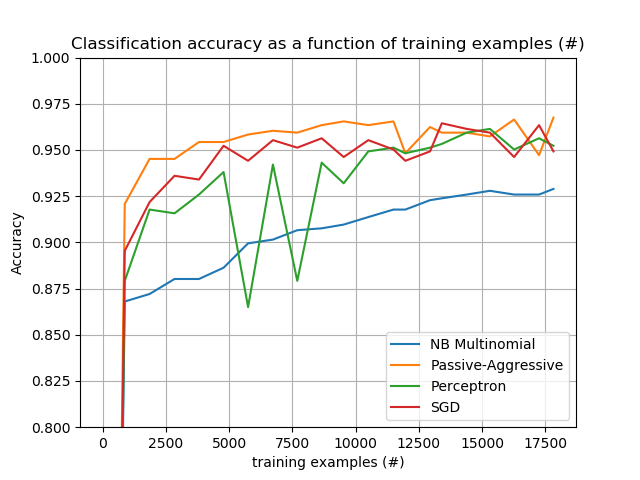 Classification accuracy as a function of training examples (#)
1.000
0.975
0.950
0.925
0.900
0.875
0.850
0.825
0.800
Accuracy
NB Multinomial
Passive-Aggressive
Perceptron
SGD
0 2500 5000 7500 10000 12500 15000 17500
training examples (#)